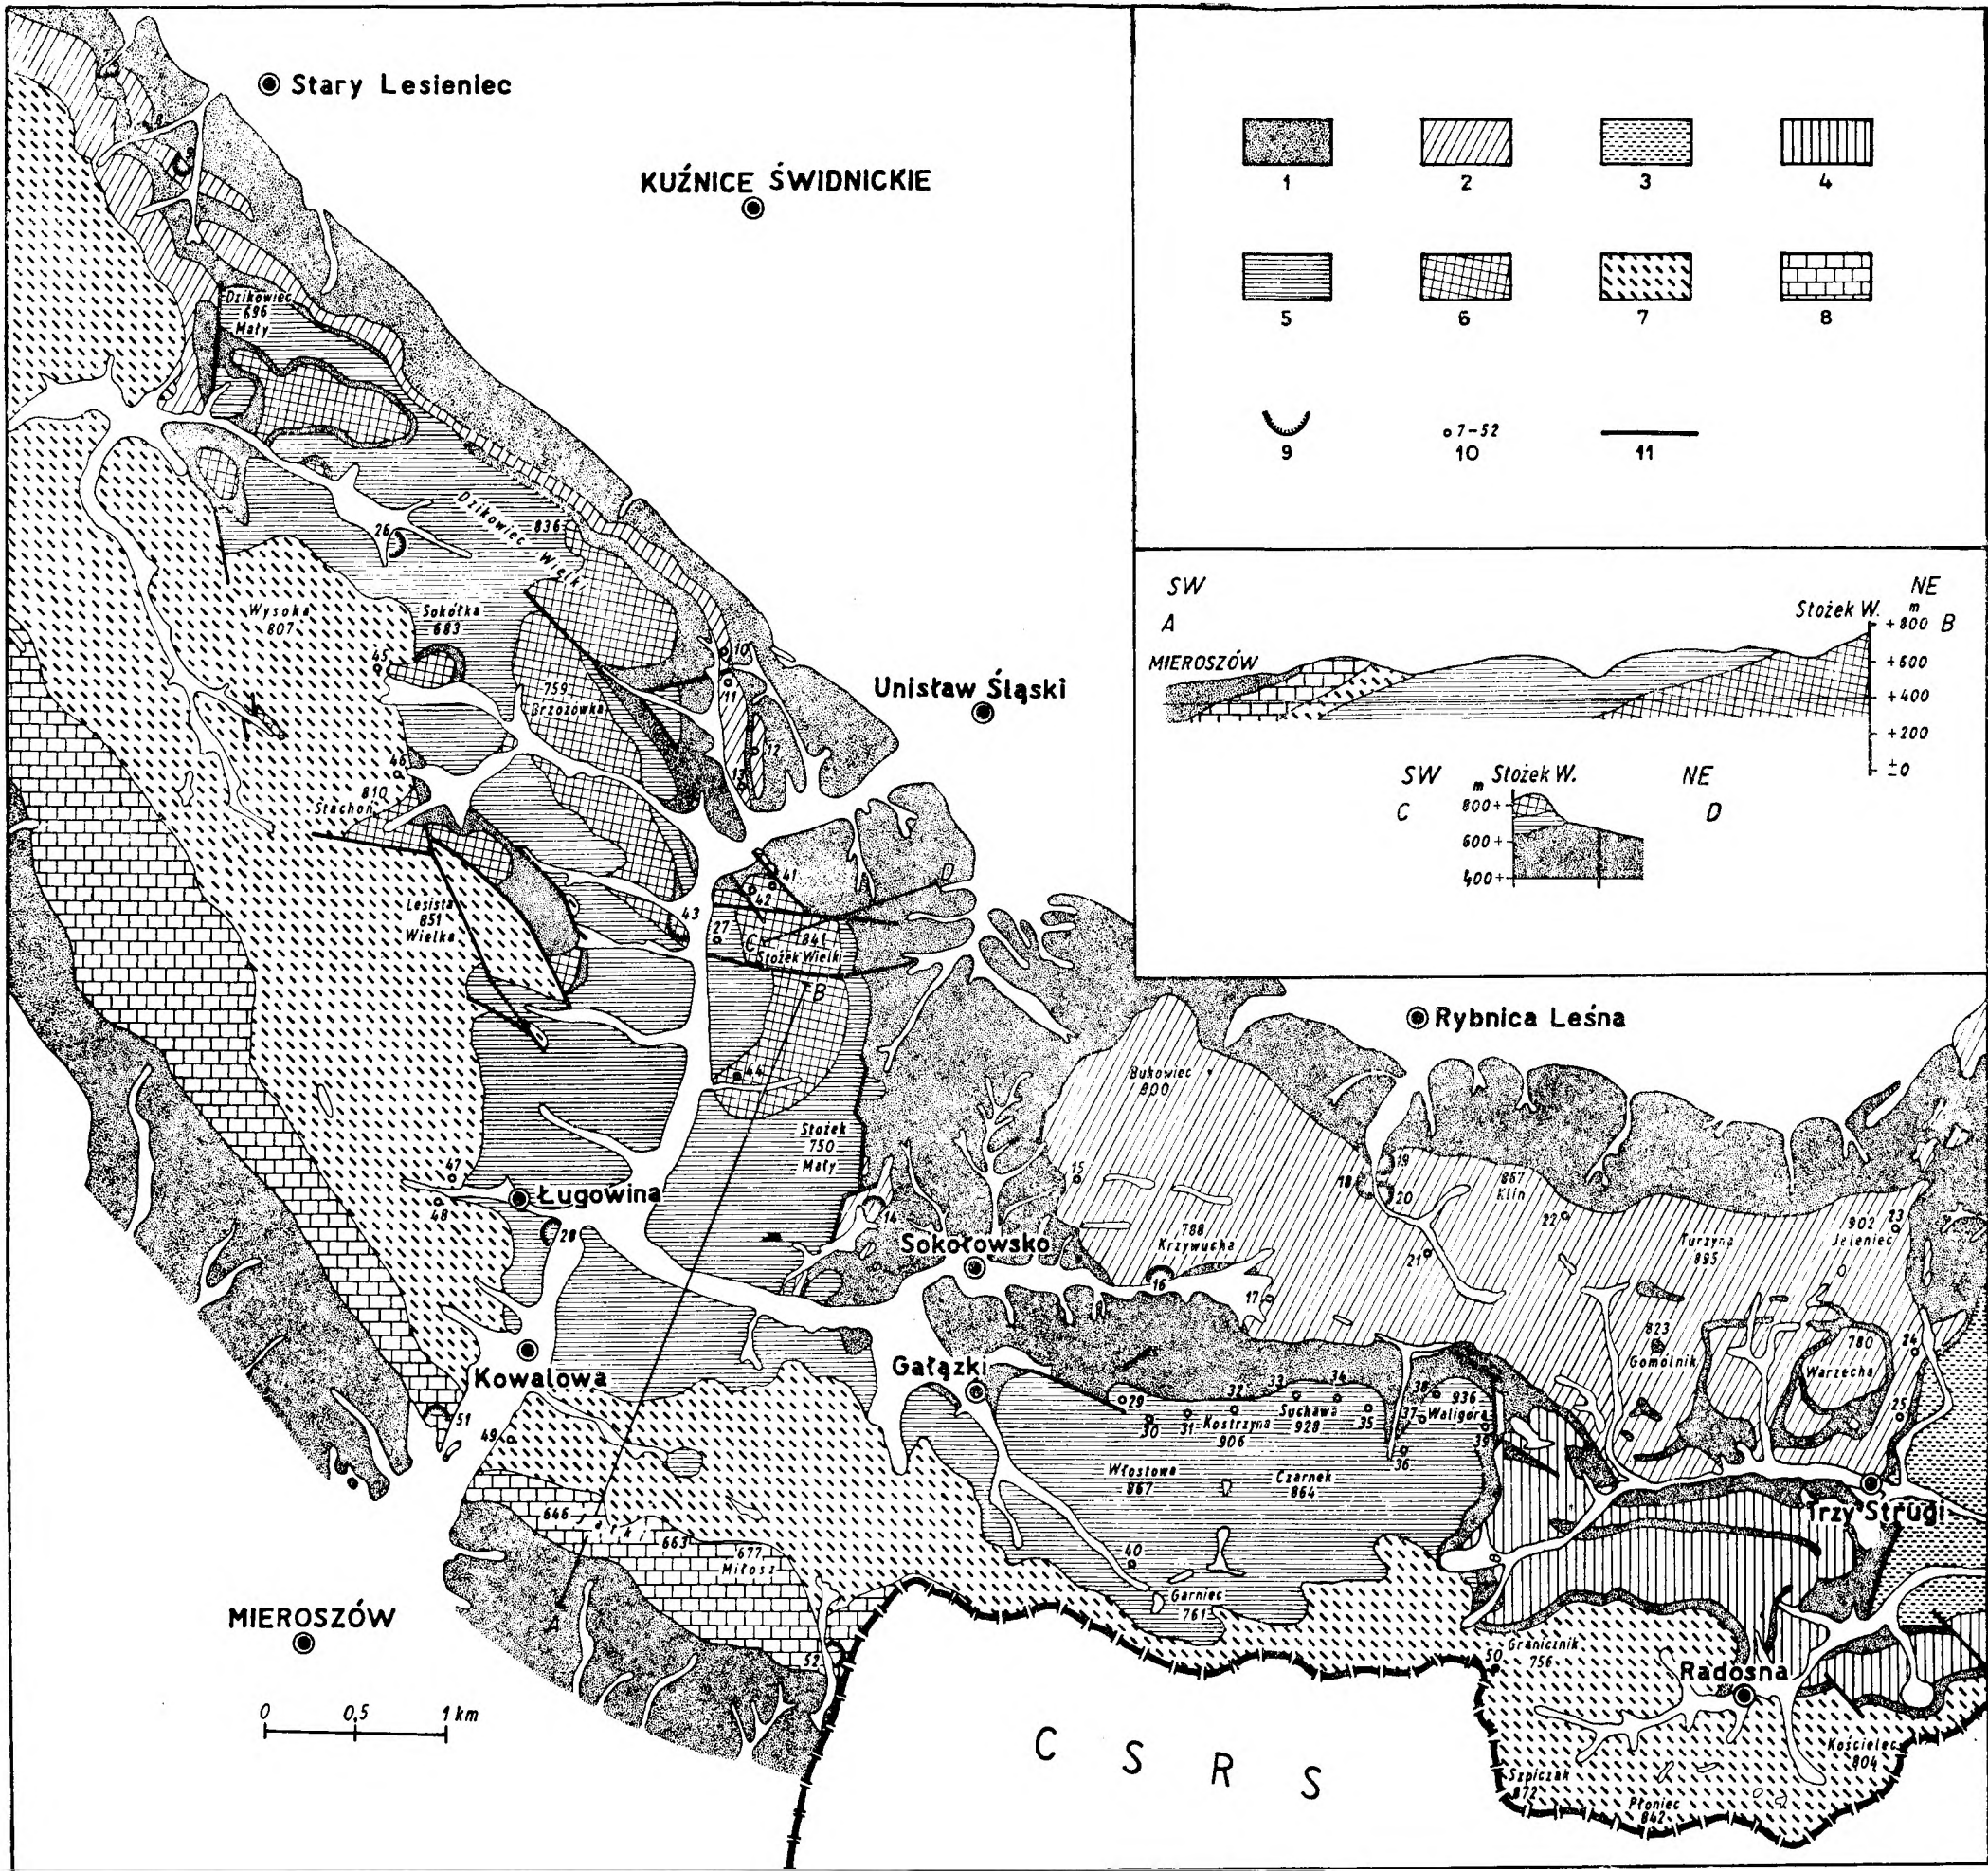 Stary Lesieniec
KUŹNICE ŚWIDNICKIE
1
2
3
4
5
6
7
8
9
7-52
10
11
Dzikowiec
696
Mały
Dzikowiec Wielki
836
26
Wysoka
807
Sokółka
683
45
759
Brzozówka
10
11
12
13
Unisław Śląski
46
810
Stachoń
Lesista
851
Wielka
41
42
43
27
C
D
841
Stożek Wielki
B
44
Stożek
750
Mały
47
48
Ługowina
28
14
Sokołowsko
Kowalowa
Gałązki
51
49
646
663
677
Miłosz
A
52
MIEROSZÓW
0 0,5 1 km
SW
A
MIEROSZÓW
NE
B
Stożek W.
m
+800
+600
+400
+200
±0
SW
C
m
Stożek W.
NE
D
800+
600+
400+
Rybnica Leśna
Bukowiec
800
15
788
Krzywucha
16
17
18
19
20
21
867
Klin
22
Turzyna
895
902
Jeleniec
23
823
Gomólnik
780
Warzecha
24
25
29
30
31
32
33
34
35
36
37
38
39
Kostrzyna
906
Suchawa
928
936
Waligóra
Włostowa
867
Czarnek
864
40
Garniec
761
Trzy Strugi
50
Granicznik
756
Radosna
Kościelec
804
Szpiczak
872
Płoniec
842
C S R S